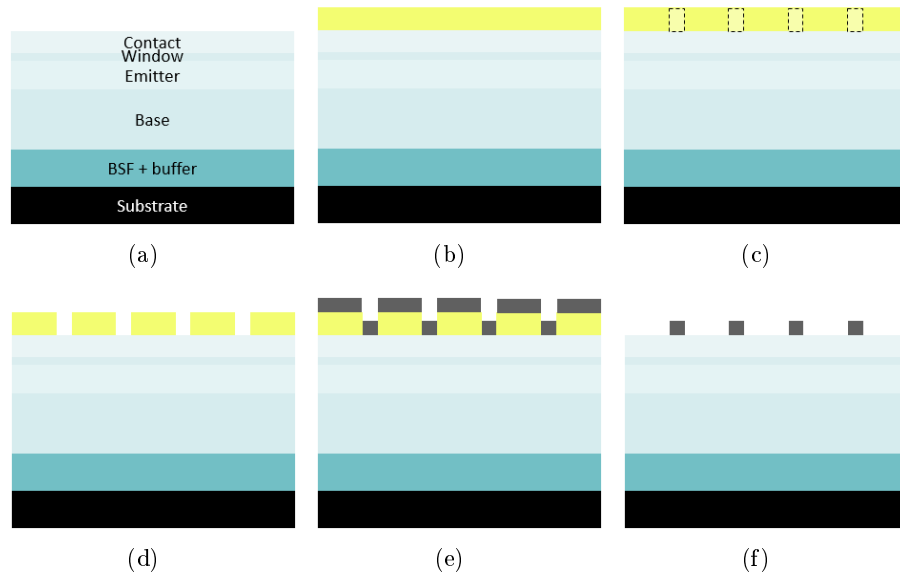 Contact
Window
Emitter
Base
BSF + buffer
Substrate
(a)
(b)
(c)
(d)
(e)
(f)